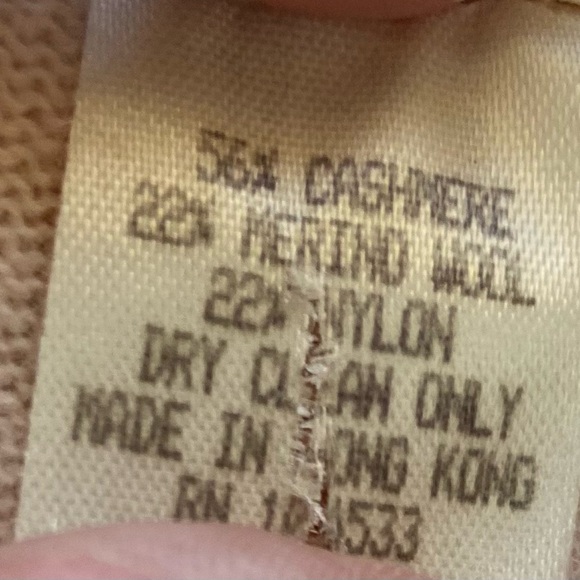 56% CASHMERE
22% MERINO WOOL
22% NYLON
DRY CLEAN ONLY
MADE IN HONG KONG
RN